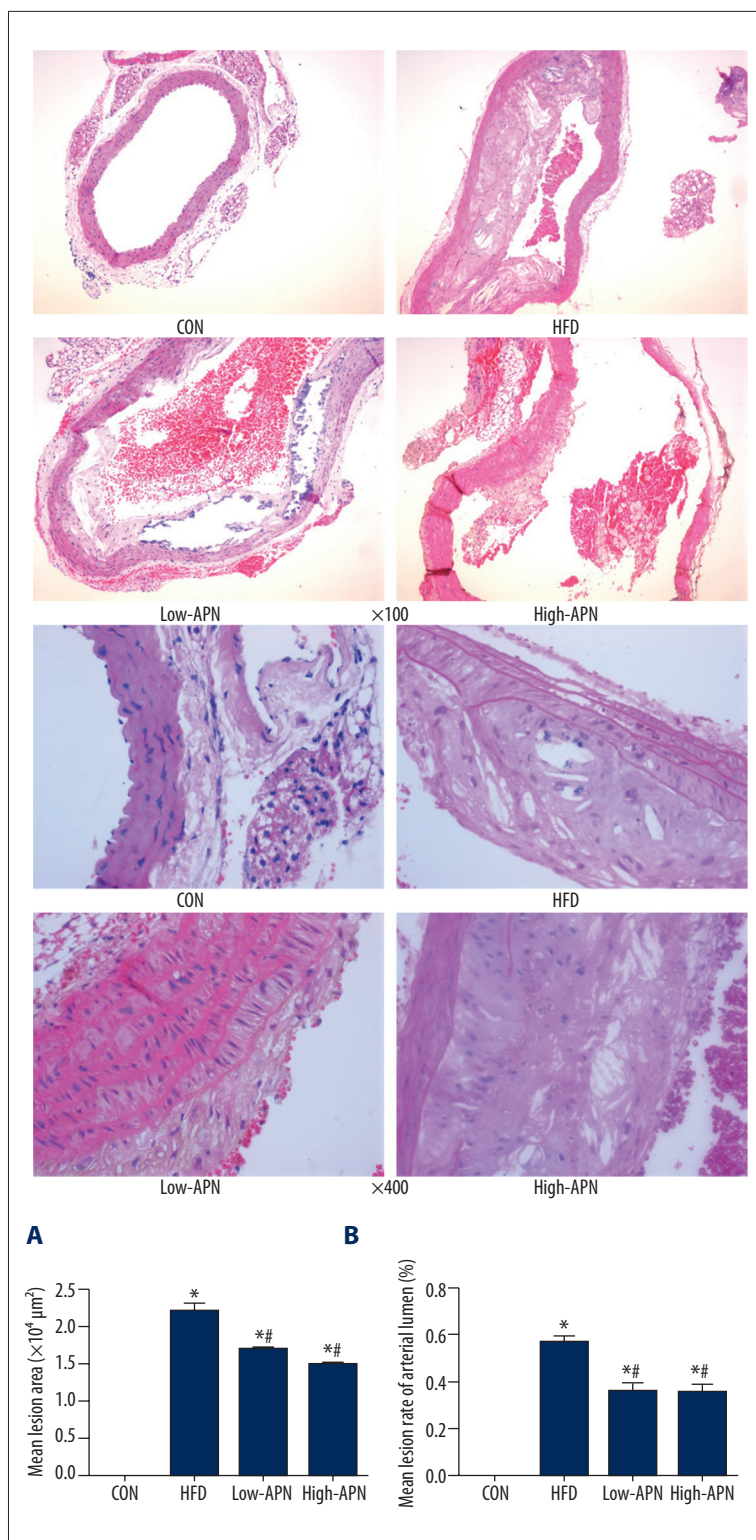 CON HFD
Low-APN ×100 High-APN
CON HFD
Low-APN ×400 High-APN
A B
Mean lesion area (×10⁴ μm²)
2.5
2.0
1.5
1.0
0.5
0.0
* *# *#
CON HFD Low-APN High-APN
Mean lesion rate of arterial lumen (%)
0.8
0.6
0.4
0.2
0.0
* *# *#
CON HFD Low-APN High-APN